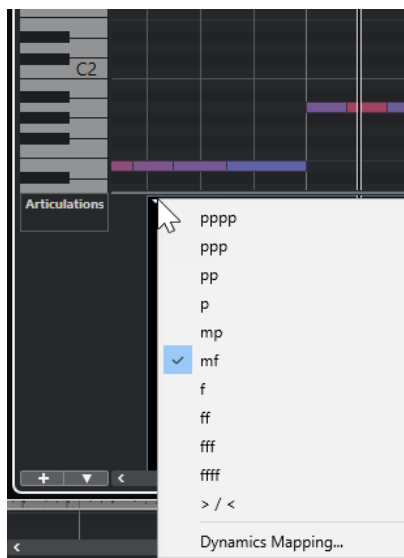 C2
Articulations
pppp
ppp
pp
p
mp
mf
f
ff
fff
ffff
> / <
Dynamics Mapping...